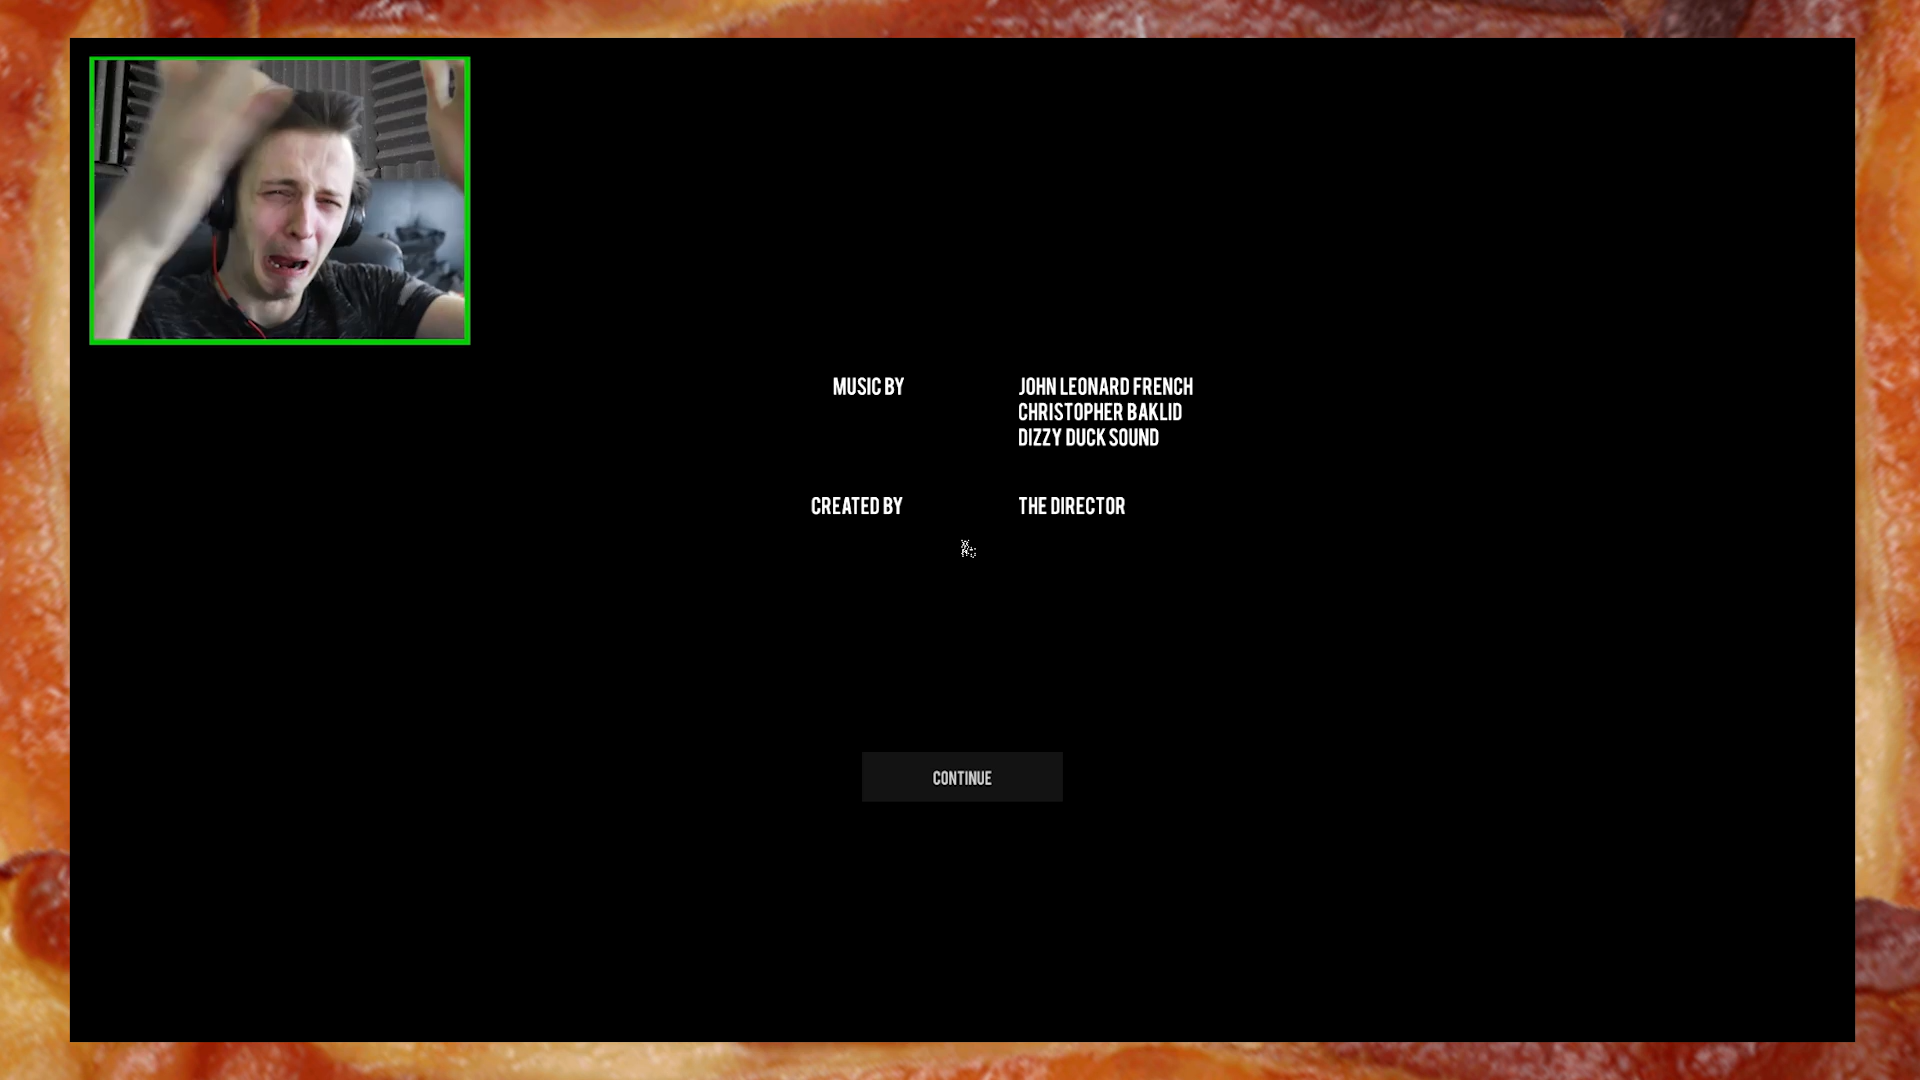 MUSIC BY JOHN LEONARD FRENCH
CHRISTOPHER BAKLID
DIZZY DUCK SOUND
CREATED BY THE DIRECTOR
CONTINUE